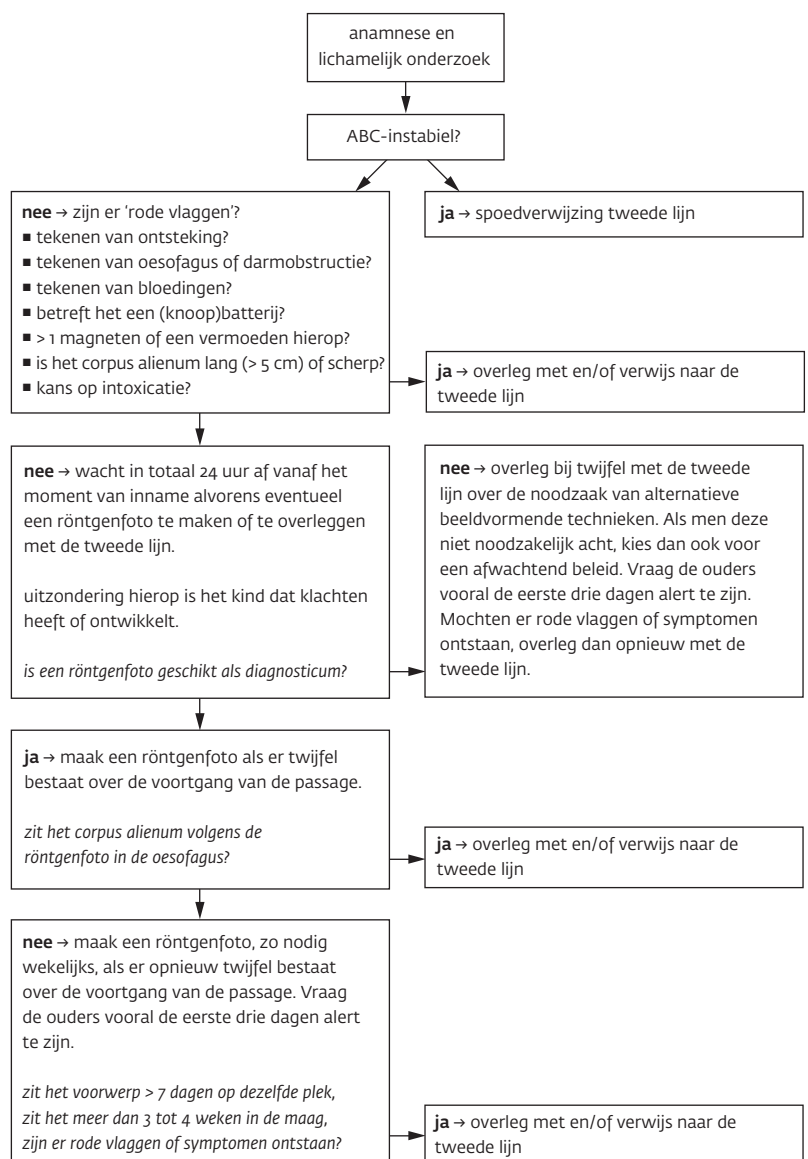 anamnese en
lichamelijk onderzoek
ABC-instabiel?
nee → zijn er ‘rode vlaggen’?
■ tekenen van ontsteking?
■ tekenen van oesofagus of darmobstructie?
■ tekenen van bloedingen?
■ betreft het een (knoop)batterij?
■ > 1 magneten of een vermoeden hierop?
■ is het corpus alienum lang (> 5 cm) of scherp?
■ kans op intoxicatie?
ja → spoedverwijzing tweede lijn
ja → overleg met en/of verwijs naar de
tweede lijn
nee → wacht in totaal 24 uur af vanaf het
moment van inname alvorens eventueel
een röntgenfoto te maken of te overleggen
met de tweede lijn.
uitzondering hierop is het kind dat klachten
heeft of ontwikkelt.
is een röntgenfoto geschikt als diagnosticum?
nee → overleg bij twijfel met de tweede
lijn over de noodzaak van alternatieve
beeldvormende technieken. Als men deze
niet noodzakelijk acht, kies dan ook voor
een afwachtend beleid. Vraag de ouders
vooral de eerste drie dagen alert te zijn.
Mochten er rode vlaggen of symptomen
ontstaan, overleg dan opnieuw met de
tweede lijn.
ja → maak een röntgenfoto als er twijfel
bestaat over de voortgang van de passage.
zit het corpus alienum volgens de
röntgenfoto in de oesofagus?
ja → overleg met en/of verwijs naar de
tweede lijn
nee → maak een röntgenfoto, zo nodig
wekelijks, als er opnieuw twijfel bestaat
over de voortgang van de passage. Vraag
de ouders vooral de eerste drie dagen alert
te zijn.
zit het voorwerp > 7 dagen op dezelfde plek,
zit het meer dan 3 tot 4 weken in de maag,
zijn er rode vlaggen of symptomen ontstaan?
ja → overleg met en/of verwijs naar de
tweede lijn